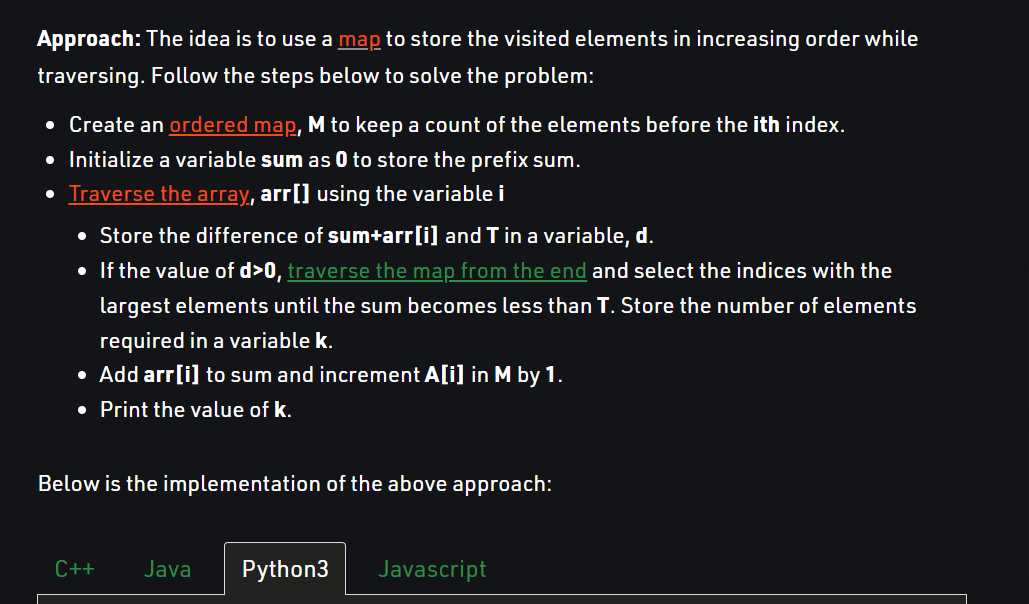 Approach: The idea is to use a map to store the visited elements in increasing order while
traversing. Follow the steps below to solve the problem:
• Create an ordered map, M to keep a count of the elements before the ith index.
• Initialize a variable sum as 0 to store the prefix sum.
• Traverse the array, arr[] using the variable i
• Store the difference of sum+arr[i] and T in a variable, d.
• If the value of d>0, traverse the map from the end and select the indices with the
largest elements until the sum becomes less than T. Store the number of elements
required in a variable k.
• Add arr[i] to sum and increment A[i] in M by 1.
• Print the value of k.
Below is the implementation of the above approach:
C++ Java Python3 Javascript